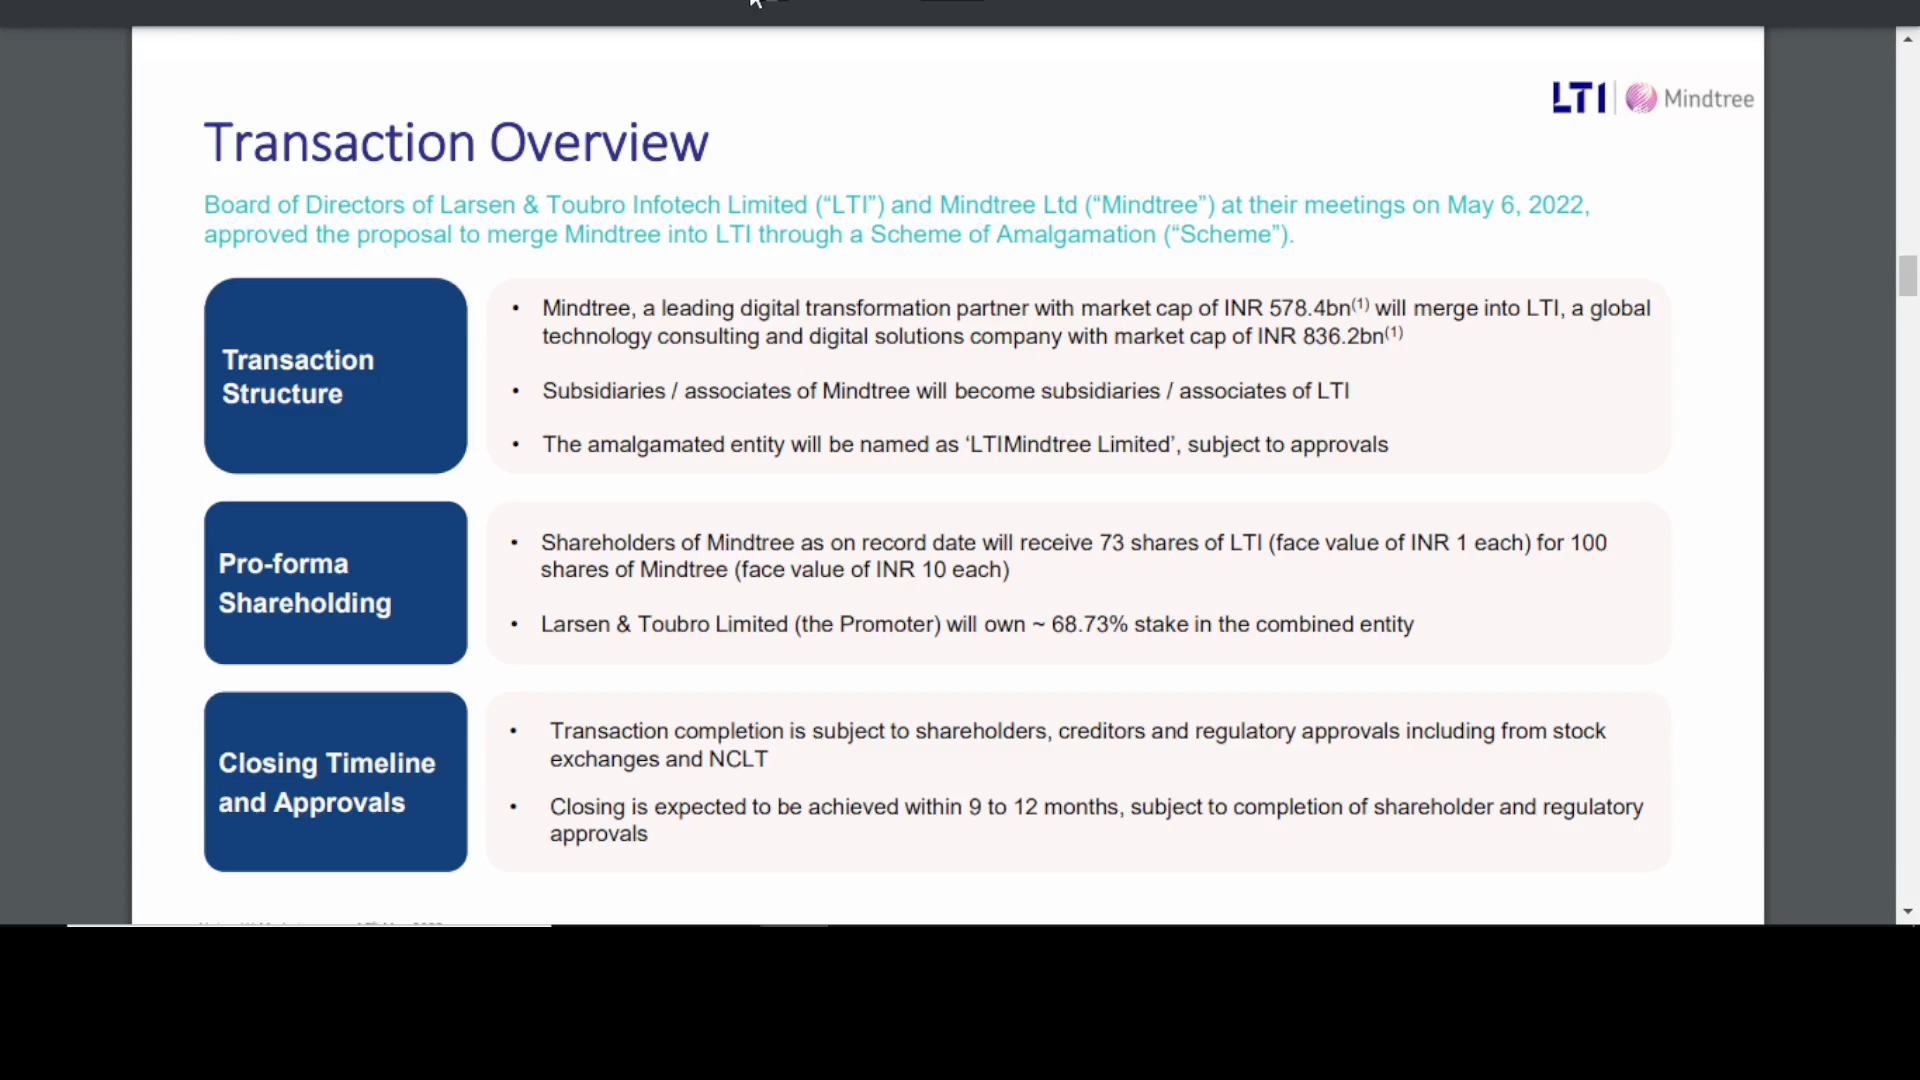 LTI Mindtree
Transaction Overview
Board of Directors of Larsen & Toubro Infotech Limited (“LTI”) and Mindtree Ltd (“Mindtree”) at their meetings on May 6, 2022,
approved the proposal to merge Mindtree into LTI through a Scheme of Amalgamation (“Scheme”).
Transaction
Structure
• Mindtree, a leading digital transformation partner with market cap of INR 578.4bn(1) will merge into LTI, a global
technology consulting and digital solutions company with market cap of INR 836.2bn(1)
• Subsidiaries / associates of Mindtree will become subsidiaries / associates of LTI
• The amalgamated entity will be named as ‘LTIMindtree Limited’, subject to approvals
Pro-forma
Shareholding
• Shareholders of Mindtree as on record date will receive 73 shares of LTI (face value of INR 1 each) for 100
shares of Mindtree (face value of INR 10 each)
• Larsen & Toubro Limited (the Promoter) will own ~ 68.73% stake in the combined entity
Closing Timeline
and Approvals
• Transaction completion is subject to shareholders, creditors and regulatory approvals including from stock
exchanges and NCLT
• Closing is expected to be achieved within 9 to 12 months, subject to completion of shareholder and regulatory
approvals